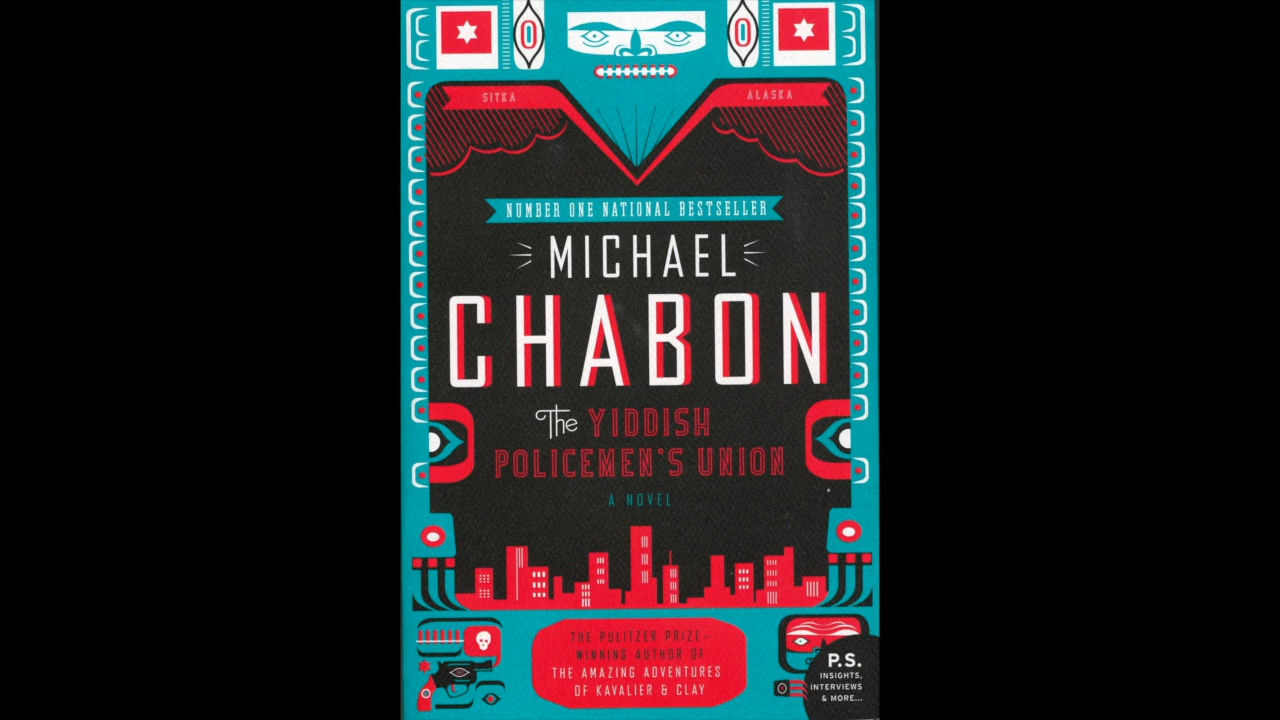 SITKA
ALASKA
NUMBER ONE NATIONAL BESTSELLER
MICHAEL
CHABON
The YIDDISH
POLICEMEN'S UNION
A NOVEL
THE PULITZER PRIZE–
WINNING AUTHOR OF
THE AMAZING ADVENTURES
OF KAVALIER & CLAY
P.S.
INSIGHTS,
INTERVIEWS
& MORE...